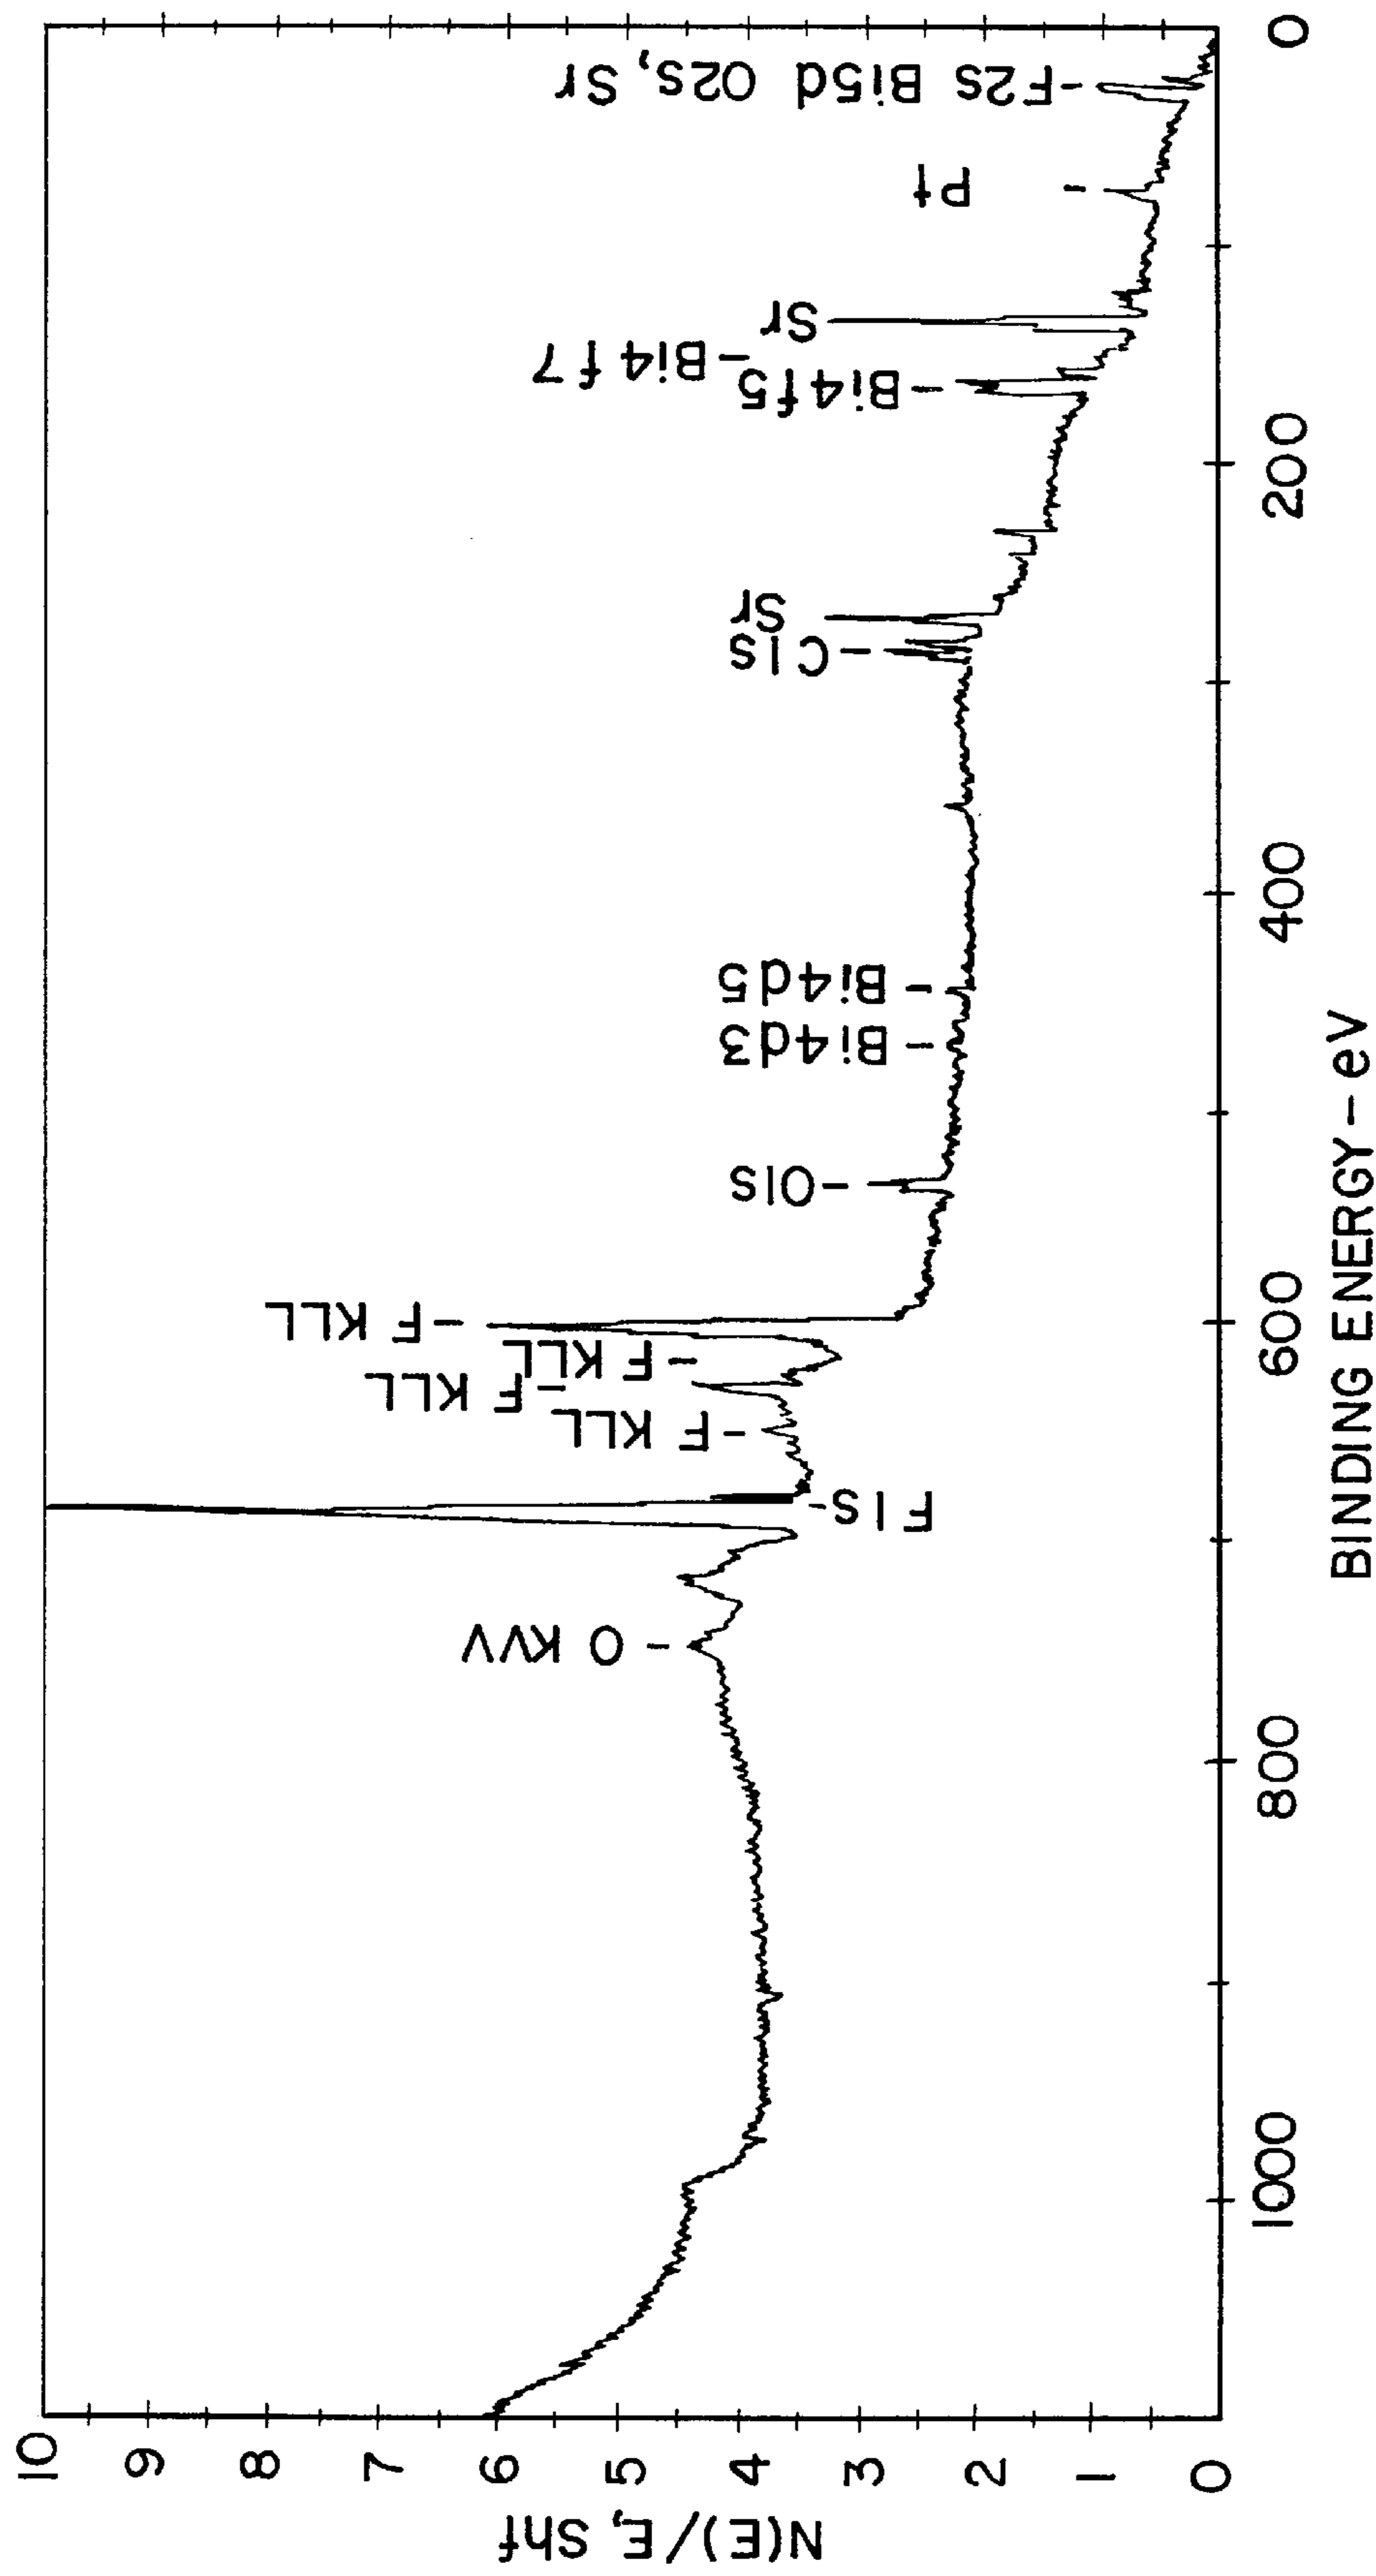 N(E)/E, Shf
10
9
8
7
6
5
4
3
2
1
0
1000
800
600
400
200
0
BINDING ENERGY-eV
O KVV
F1S
F KLL
F KLL
F KLL
F KLL
O1S
Bi4d3
Bi4d5
C1S
Sr
Bi4f5
Bi4f7
Sr
Pt
F2s Bi5d O2s, Sr